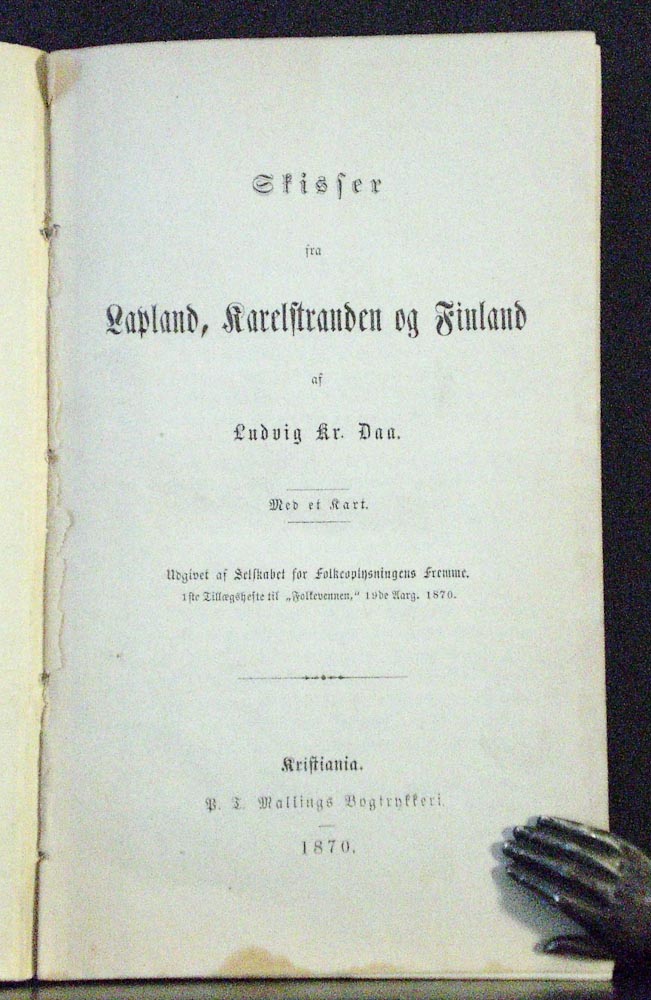 Skisser
fra
Lapland, Karelstranden og Finland
af
Ludvig Kr. Daa.
Med et Kart.
Udgivet af Selskabet for Folkeoplysningens Fremme.
1ste Tillægshefte til „Folkevennen,“ 19de Aarg. 1870.
Kristiania.
P. T. Mallings Bogtrykkeri.
1870.